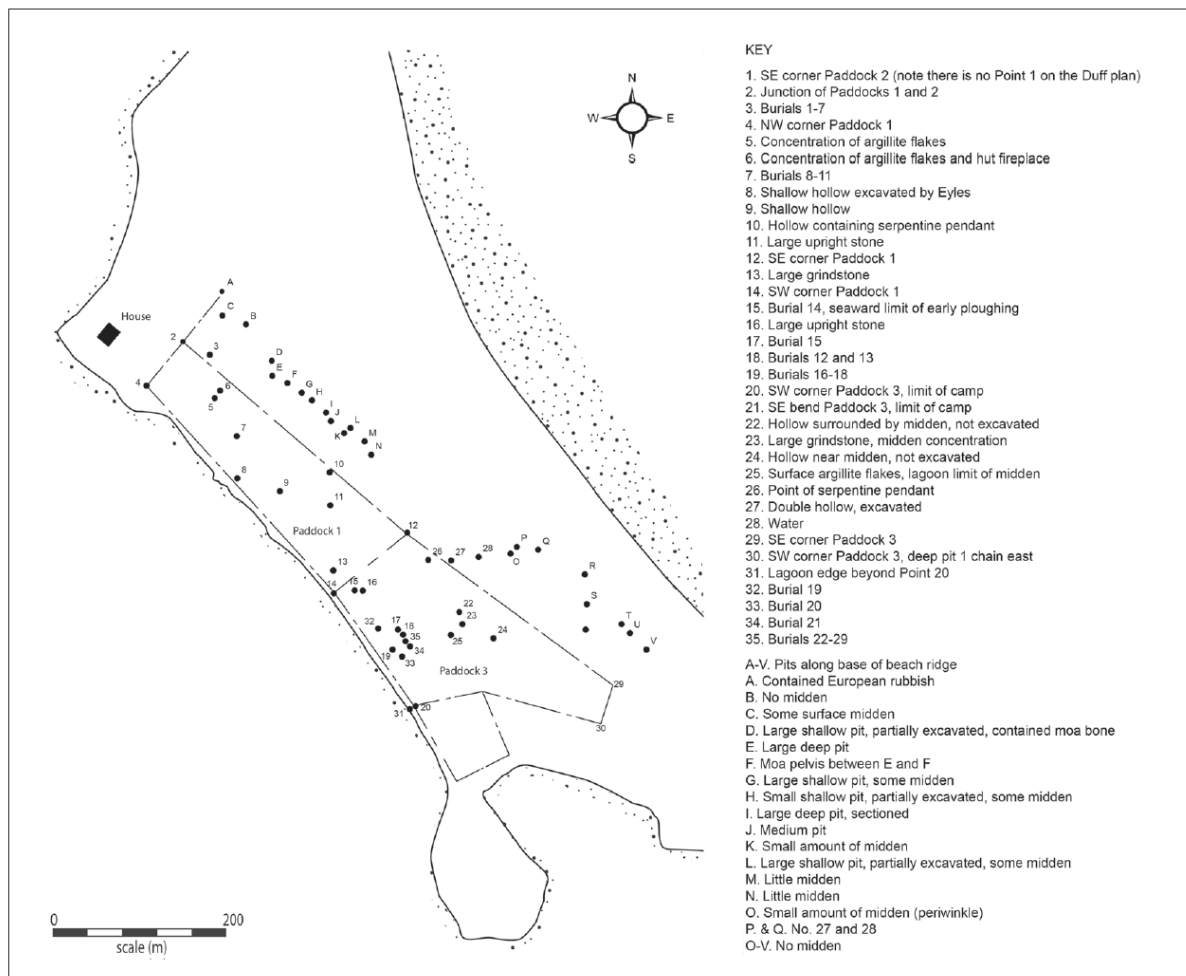 N
W E
S
A
C
B
House
2
3
D
E
F
G
H
4
6
5
I
J
L
K
M
N
7
8
9
10
11
Paddock 1
12
P
Q
26
27
28
O
13
R
14
15
16
22
S
32
17
18
23
T
U
35
25
24
19
34
V
33
Paddock 3
29
31
20
30
0 200
scale (m)
KEY
1. SE corner Paddock 2 (note there is no Point 1 on the Duff plan)
2. Junction of Paddocks 1 and 2
3. Burials 1-7
4. NW corner Paddock 1
5. Concentration of argillite flakes
6. Concentration of argillite flakes and hut fireplace
7. Burials 8-11
8. Shallow hollow excavated by Eyles
9. Shallow hollow
10. Hollow containing serpentine pendant
11. Large upright stone
12. SE corner Paddock 1
13. Large grindstone
14. SW corner Paddock 1
15. Burial 14, seaward limit of early ploughing
16. Large upright stone
17. Burial 15
18. Burials 12 and 13
19. Burials 16-18
20. SW corner Paddock 3, limit of camp
21. SE bend Paddock 3, limit of camp
22. Hollow surrounded by midden, not excavated
23. Large grindstone, midden concentration
24. Hollow near midden, not excavated
25. Surface argillite flakes, lagoon limit of midden
26. Point of serpentine pendant
27. Double hollow, excavated
28. Water
29. SE corner Paddock 3
30. SW corner Paddock 3, deep pit 1 chain east
31. Lagoon edge beyond Point 20
32. Burial 19
33. Burial 20
34. Burial 21
35. Burials 22-29
A-V. Pits along base of beach ridge
A. Contained European rubbish
B. No midden
C. Some surface midden
D. Large shallow pit, partially excavated, contained moa bone
E. Large deep pit
F. Moa pelvis between E and F
G. Large shallow pit, some midden
H. Small shallow pit, partially excavated, some midden
I. Large deep pit, sectioned
J. Medium pit
K. Small amount of midden
L. Large shallow pit, partially excavated, some midden
M. Little midden
N. Little midden
O. Small amount of midden (periwinkle)
P. & Q. No. 27 and 28
O-V. No midden